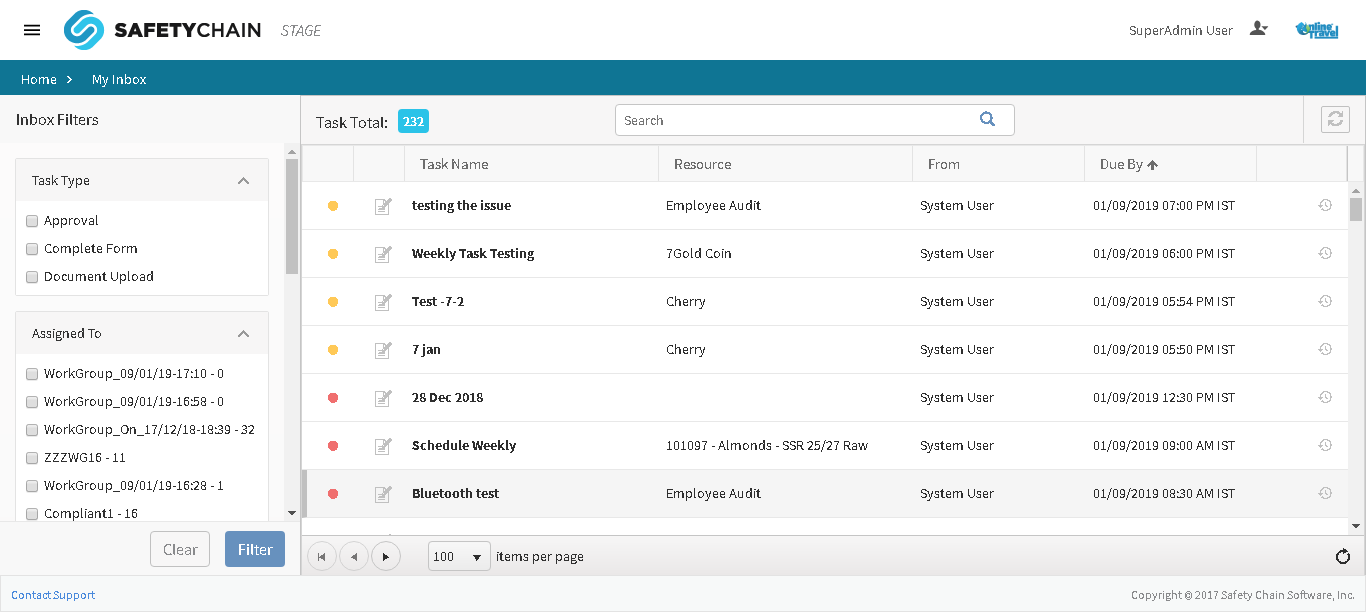 SAFETYCHAIN STAGE
SuperAdmin User
Online Travel
Home
My Inbox
Inbox Filters
Task Type
Approval
Complete Form
Document Upload
Assigned To
WorkGroup_09/01/19-17:10 - 0
WorkGroup_09/01/19-16:58 - 0
WorkGroup_On_17/12/18-18:39 - 32
ZZZWG16 - 11
WorkGroup_09/01/19-16:28 - 1
Compliant1 - 16
Clear
Filter
Task Total: 232
Search
Task Name Resource From Due By
testing the issue Employee Audit System User 01/09/2019 07:00 PM IST
Weekly Task Testing 7Gold Coin System User 01/09/2019 06:00 PM IST
Test -7-2 Cherry System User 01/09/2019 05:54 PM IST
7 jan Cherry System User 01/09/2019 05:50 PM IST
28 Dec 2018 System User 01/09/2019 12:30 PM IST
Schedule Weekly 101097 - Almonds - SSR 25/27 Raw System User 01/09/2019 09:00 AM IST
Bluetooth test Employee Audit System User 01/09/2019 08:30 AM IST
100 items per page
Contact Support
Copyright © 2017 Safety Chain Software, Inc.